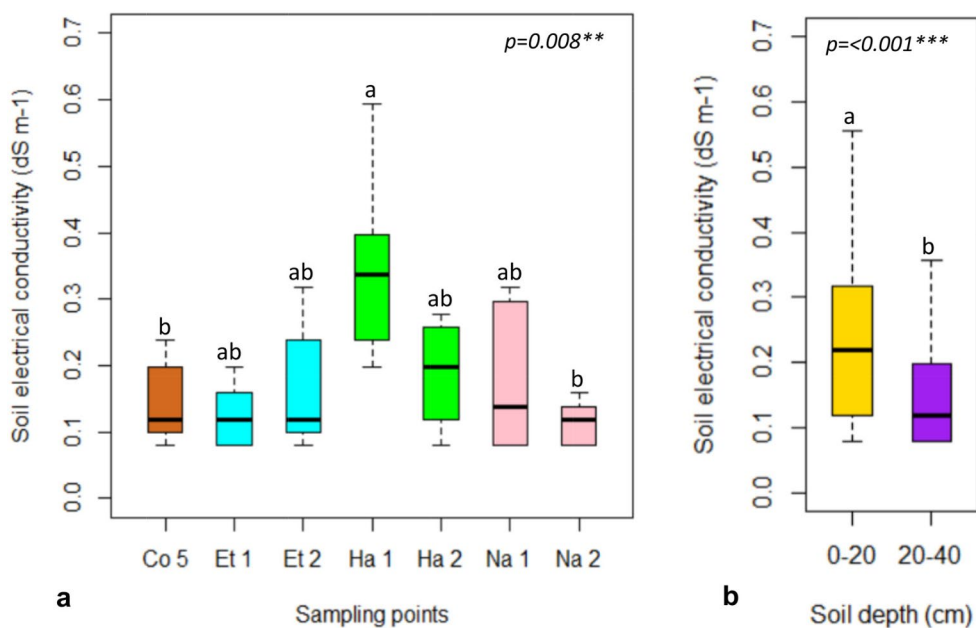 Soil electrical conductivity (dS m-1)
0.7
0.6
0.5
0.4
0.3
0.2
0.1
0.0
p=0.008**
b
ab
ab
a
ab
ab
b
Co 5 Et 1 Et 2 Ha 1 Ha 2 Na 1 Na 2
a
Sampling points
Soil electrical conductivity (dS m-1)
0.7
0.6
0.5
0.4
0.3
0.2
0.1
0.0
p=<0.001***
a
b
0-20 20-40
b
Soil depth (cm)